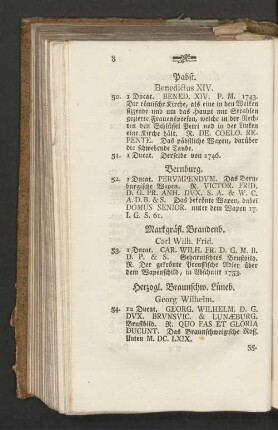 8
Pabst.
Benedictus XIV.
50. 1 Ducat. BENED. XIV. P. M. 1743.
Die römische Kirche, als eine in den Wolken
sitzende und um das Haupt mit Strahlen
gezierte Frauensperson, welche in der Rech-
ten den Schlüssel Petri und in der Linken
eine Kirche hält. R. DE. COELO. RE-
PENTE. Das päbstliche Wapen, darüber
die schwebende Taube.
51. 1 Ducat. Derselbe von 1746.
Bernburg.
52. 1 Ducat. PERVMPENDVM. Das Bern-
burgische Wapen. R. VICTOR. FRID.
D. G. PR. ANH. DVX. S. A. & W. C.
A. D. B. & S. Das bekrönte Wapen, dabei
DOMUS SENIOR. unter dem Wapen 17.
I. G. S. 61.
Markgräfl. Brandenb.
Carl Wilh. Frid.
53. 1 Ducat. CAR. WILH. FR. D. G. M. B.
D. P. & S. Geharnischtes Brustbild.
R. Der gekrönte Preussische Adler über
dem Wapenschild, im Abschnitt 1753.
Herzogl. Braunschw. Lüneb.
Georg Wilhelm.
54. 10 Ducat. GEORG. WILHELM. D. G.
DVX. BRVNSVIC. & LUNÆBURG.
Brustbild. R. QUO FAS ET GLORIA
DUCUNT. Das Braunschweigische Roß.
Unten M. DC. LXIX.
55.